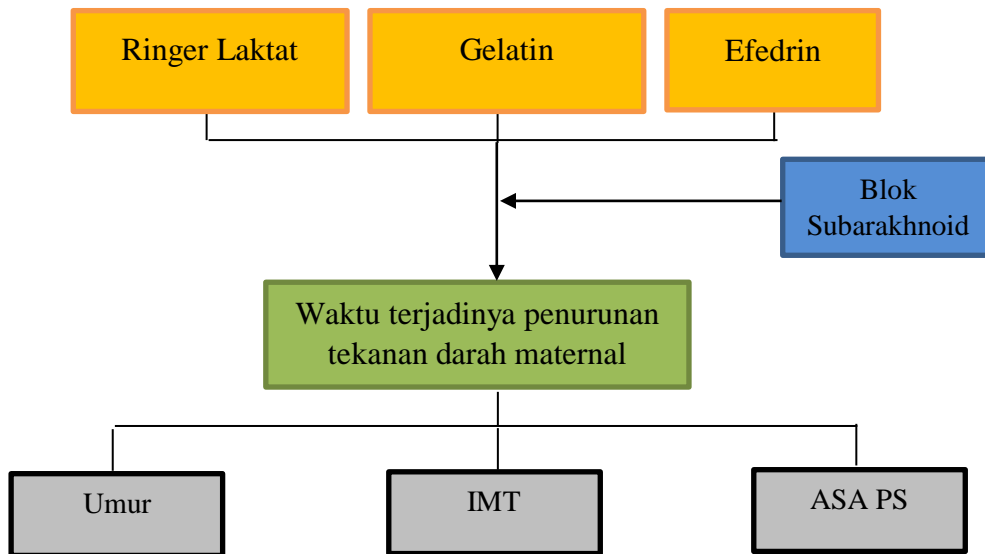 Ringer Laktat
Gelatin
Efedrin
Blok
Subarakhnoid
Waktu terjadinya penurunan
tekanan darah maternal
Umur
IMT
ASA PS